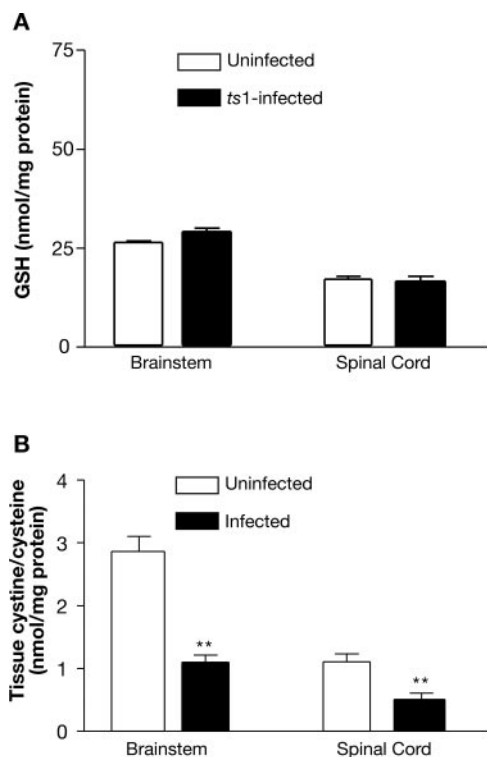 A
75
50
25
0
GSH (nmol/mg protein)
Uninfected
ts1-infected
Brainstem
Spinal Cord
B
4
3
2
1
0
Tissue cystine/cysteine
(nmol/mg protein)
Uninfected
Infected
**
**
Brainstem
Spinal Cord